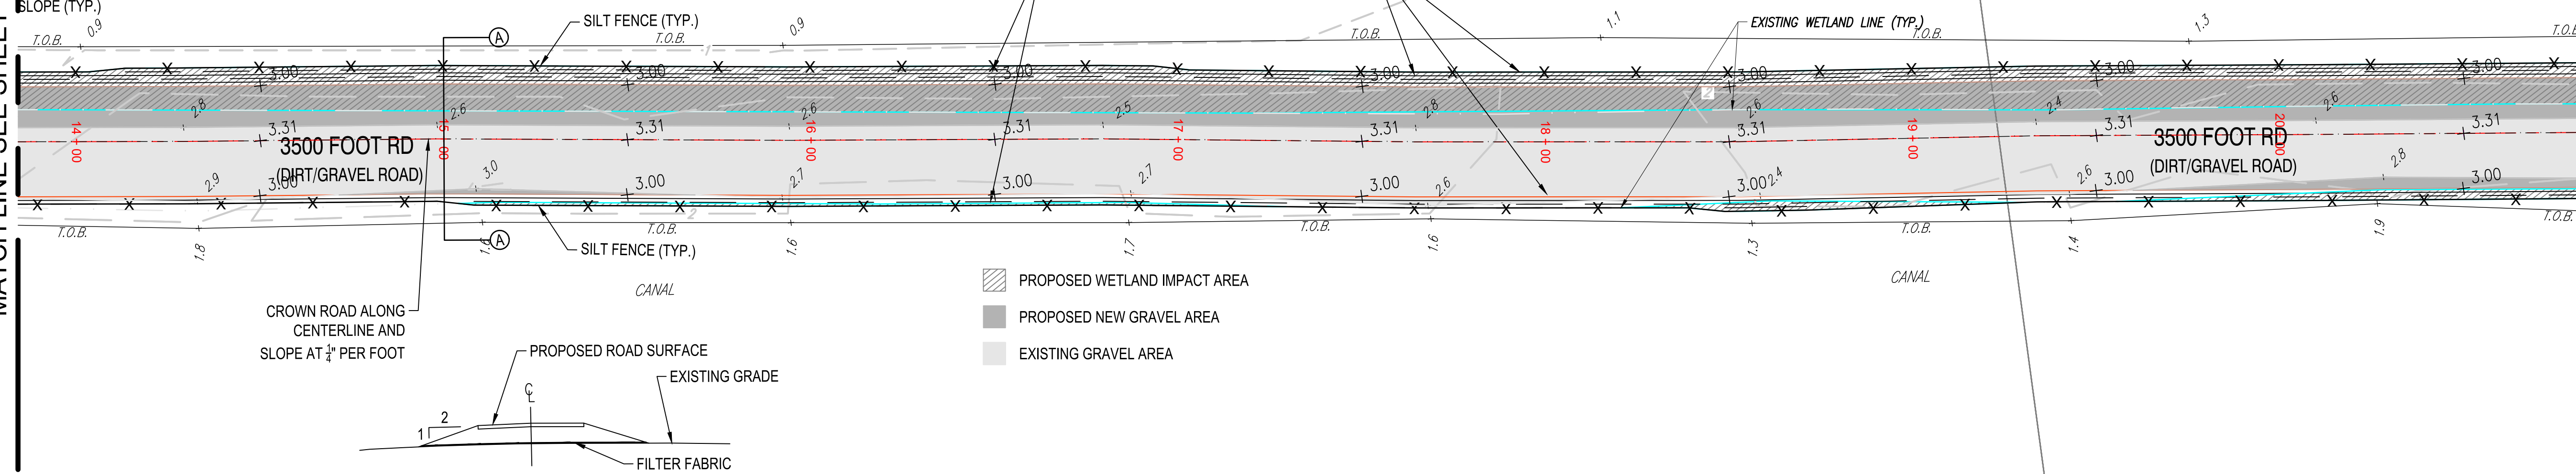 SLOPE (TYP.)
T.O.B.
0.9
A
SILT FENCE (TYP.)
T.O.B.
0.9
T.O.B.
1.1
EXISTING WETLAND LINE (TYP.)
T.O.B.
1.3
3.00
3.00
3.00
3.00
3.00
3.00
3.00
2.8
2.6
2.6
2.5
2.8
2
2.6
2.4
2.6
14+00
3.31
15+00
3.31
16+00
3.31
17+00
3.31
18+00
3.31
19+00
3.31
20+00
3.31
3500 FOOT RD
(DIRT/GRAVEL ROAD)
3500 FOOT RD
(DIRT/GRAVEL ROAD)
2.9
3.00
3.0
3.00
2.7
3.00
2.7
3.00
2.6
3.00
2.4
3.00
2.6
3.00
2.8
2
T.O.B.
1.8
A
1.6
T.O.B.
1.6
1.7
T.O.B.
1.6
1.3
T.O.B.
1.4
1.9
T.O.B.
SILT FENCE (TYP.)
CANAL
CANAL
CROWN ROAD ALONG
CENTERLINE AND
SLOPE AT 1/4" PER FOOT
PROPOSED WETLAND IMPACT AREA
PROPOSED NEW GRAVEL AREA
EXISTING GRAVEL AREA
PROPOSED ROAD SURFACE
EXISTING GRADE
CL
2
1
FILTER FABRIC